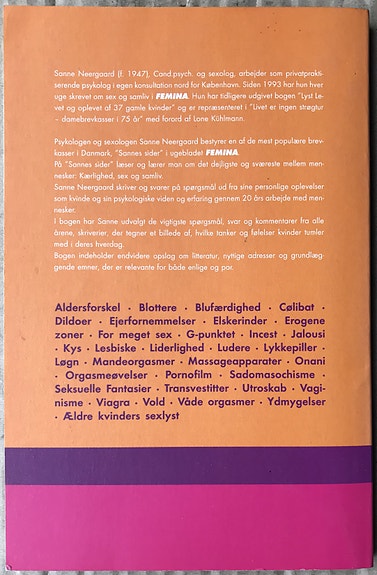 Sanne Neergaard (f. 1947), Cand.psych. og sexolog, arbejder som privatprakti-
serende psykolog i egen konsultation nord for København. Siden 1993 har hun hver
uge skrevet om sex og samliv i FEMINA. Hun har tidligere udgivet bogen "Lyst Le-
vet og oplevet af 37 gamle kvinder" og er repræsenteret i "Livet er ingen strøgtur
– damebrevkasser i 75 år" med forord af Lone Kühlmann.
Psykologen og sexologen Sanne Neergaard bestyrer en af de mest populære brev-
kasser i Danmark, "Sannes sider" i ugebladet FEMINA.
På "Sannes sider" læser og lærer man om det dejligste og sværeste mellem men-
nesker: Kærlighed, sex og samliv.
Sanne Neergaard skriver og svarer på spørgsmål ud fra sine personlige oplevelser
som kvinde og sin psykologiske viden og erfaring gennem 20 års arbejde med men-
nesker.
I bogen har Sanne udvalgt de vigtigste spørgsmål, svar og kommentarer fra alle
årene, skriverier, der tegner et billede af, hvilke tanker og følelser kvinder tumler
med i deres hverdag.
Bogen indeholder endvidere opslag om litteratur, nyttige adresser og grundlæg-
gende emner, der er relevante for både enlige og par.
Aldersforskel · Blottere · Blufærdighed · Cølibat ·
Dildoer · Ejerfornemmelser · Elskerinder · Erogene
zoner · For meget sex · G-punktet · Incest · Jalousi
· Kys · Lesbiske · Liderlighed · Ludere · Lykkepiller ·
Løgn · Mandeorgasmer · Massageapparater · Onani
· Orgasmeøvelser · Pornofilm · Sadomasochisme ·
Seksuelle Fantasier · Transvestitter · Utroskab · Vagi-
nisme · Viagra · Vold · Våde orgasmer · Ydmygelser
· Ældre kvinders sexlyst